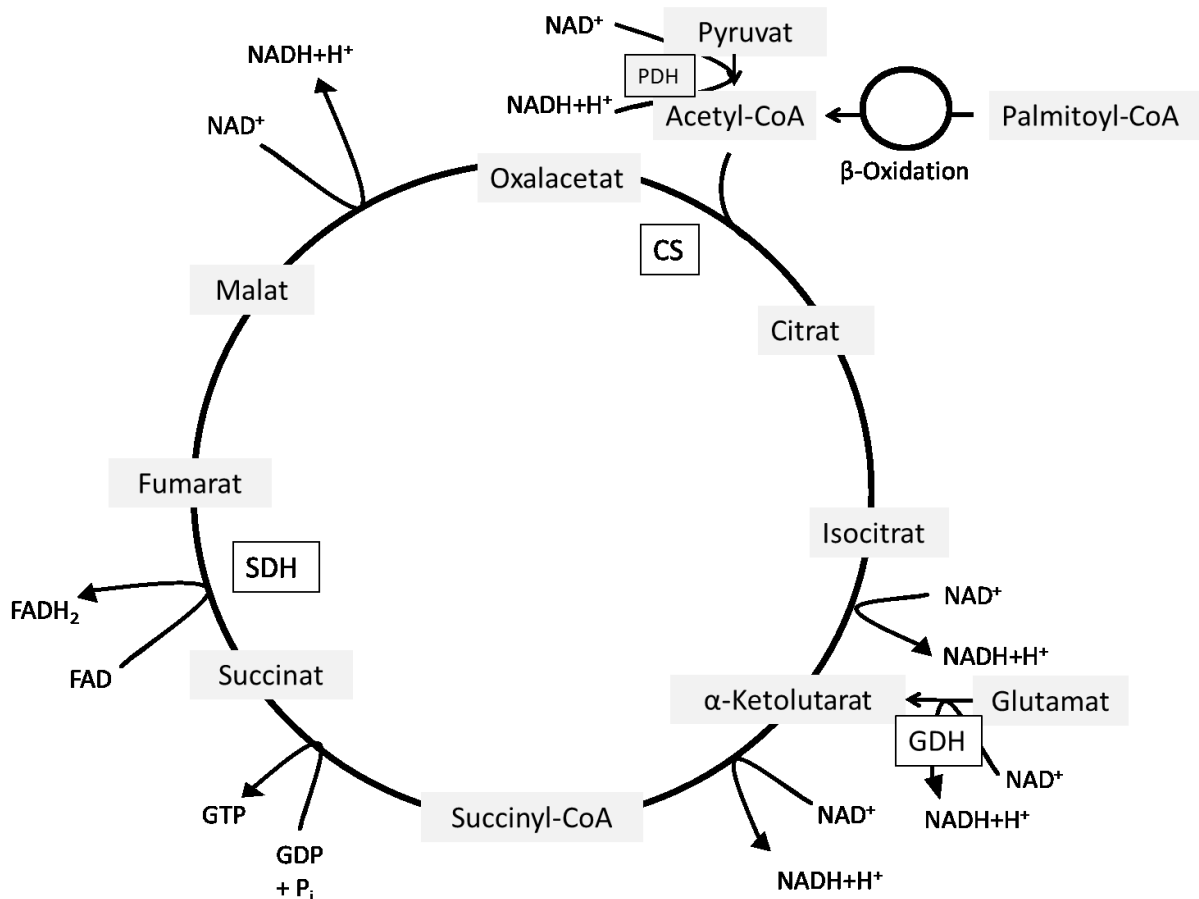 NAD⁺
Pyruvat
NADH+H⁺
PDH
NADH+H⁺
Acetyl-CoA
Palmitoyl-CoA
NAD⁺
β-Oxidation
Oxalacetat
CS
Malat
Citrat
Fumarat
Isocitrat
SDH
FADH₂
NAD⁺
NADH+H⁺
FAD
Succinat
α-Ketolutarat
Glutamat
GDH
NAD⁺
GTP
Succinyl-CoA
NAD⁺
NADH+H⁺
GDP
+ Pᵢ
NADH+H⁺